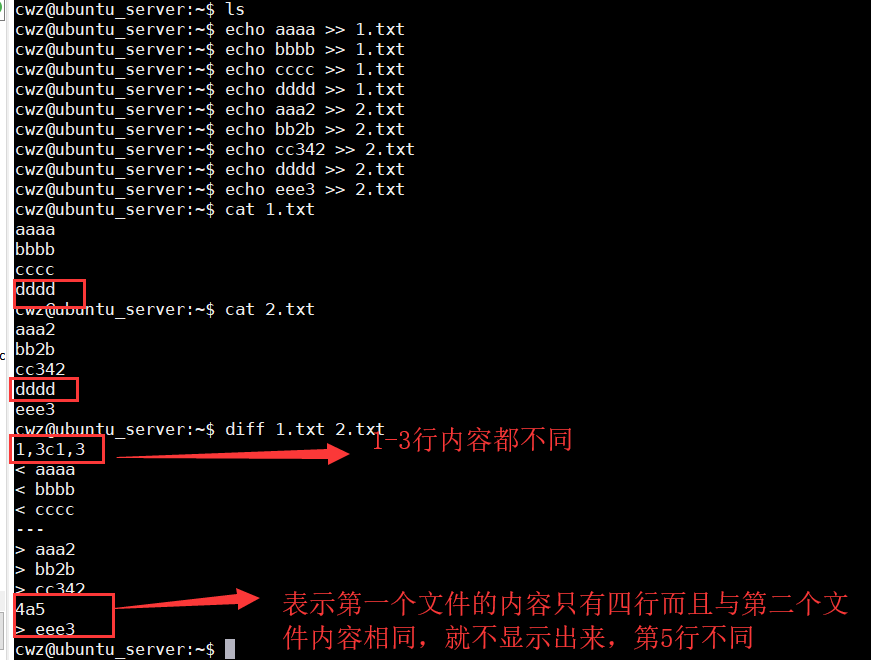 cwz@ubuntu_server:~$ ls
cwz@ubuntu_server:~$ echo aaaa >> 1.txt
cwz@ubuntu_server:~$ echo bbbb >> 1.txt
cwz@ubuntu_server:~$ echo cccc >> 1.txt
cwz@ubuntu_server:~$ echo dddd >> 1.txt
cwz@ubuntu_server:~$ echo aaa2 >> 2.txt
cwz@ubuntu_server:~$ echo bb2b >> 2.txt
cwz@ubuntu_server:~$ echo cc342 >> 2.txt
cwz@ubuntu_server:~$ echo dddd >> 2.txt
cwz@ubuntu_server:~$ echo eee3 >> 2.txt
cwz@ubuntu_server:~$ cat 1.txt
aaaa
bbbb
cccc
dddd
cwz@ubuntu_server:~$ cat 2.txt
aaa2
bb2b
cc342
dddd
eee3
cwz@ubuntu_server:~$ diff 1.txt 2.txt
1,3c1,3
1-3行内容都不同
< aaaa
< bbbb
< cccc
---
> aaa2
> bb2b
> cc342
4a5
表示第一个文件的内容只有四行而且与第二个文
> eee3
件内容相同，就不显示出来，第5行不同
cwz@ubuntu_server:~$